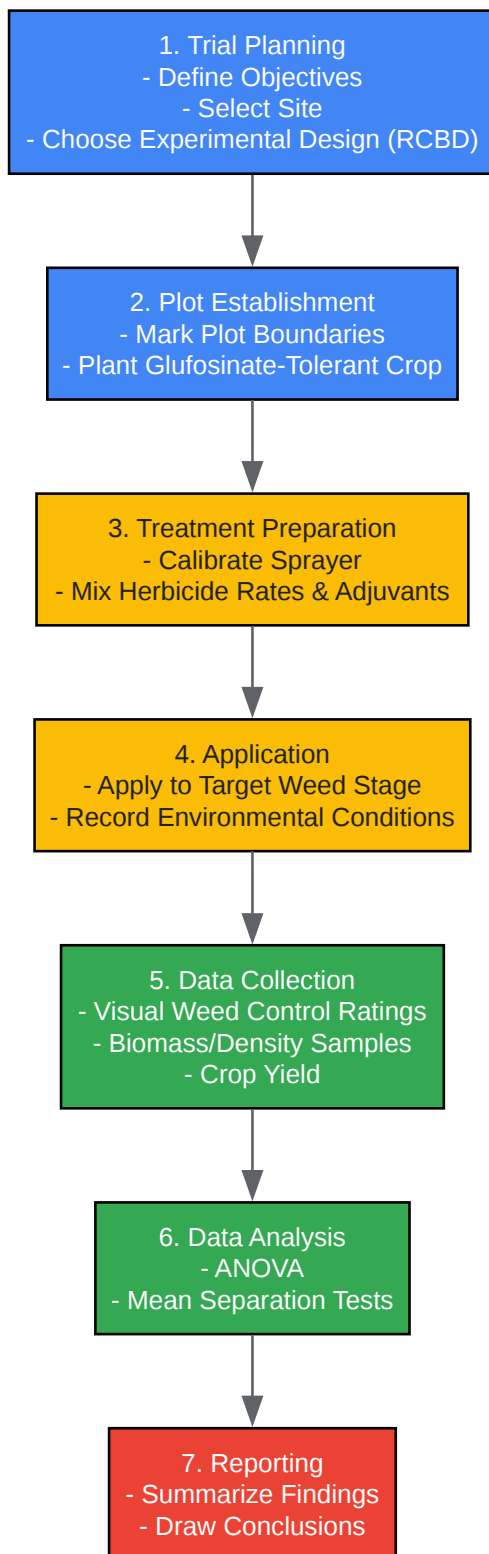 1. Trial Planning
- Define Objectives
- Select Site
- Choose Experimental Design (RCBD)
2. Plot Establishment
- Mark Plot Boundaries
- Plant Glufosinate-Tolerant Crop
3. Treatment Preparation
- Calibrate Sprayer
- Mix Herbicide Rates & Adjuvants
4. Application
- Apply to Target Weed Stage
- Record Environmental Conditions
5. Data Collection
- Visual Weed Control Ratings
- Biomass/Density Samples
- Crop Yield
6. Data Analysis
- ANOVA
- Mean Separation Tests
7. Reporting
- Summarize Findings
- Draw Conclusions